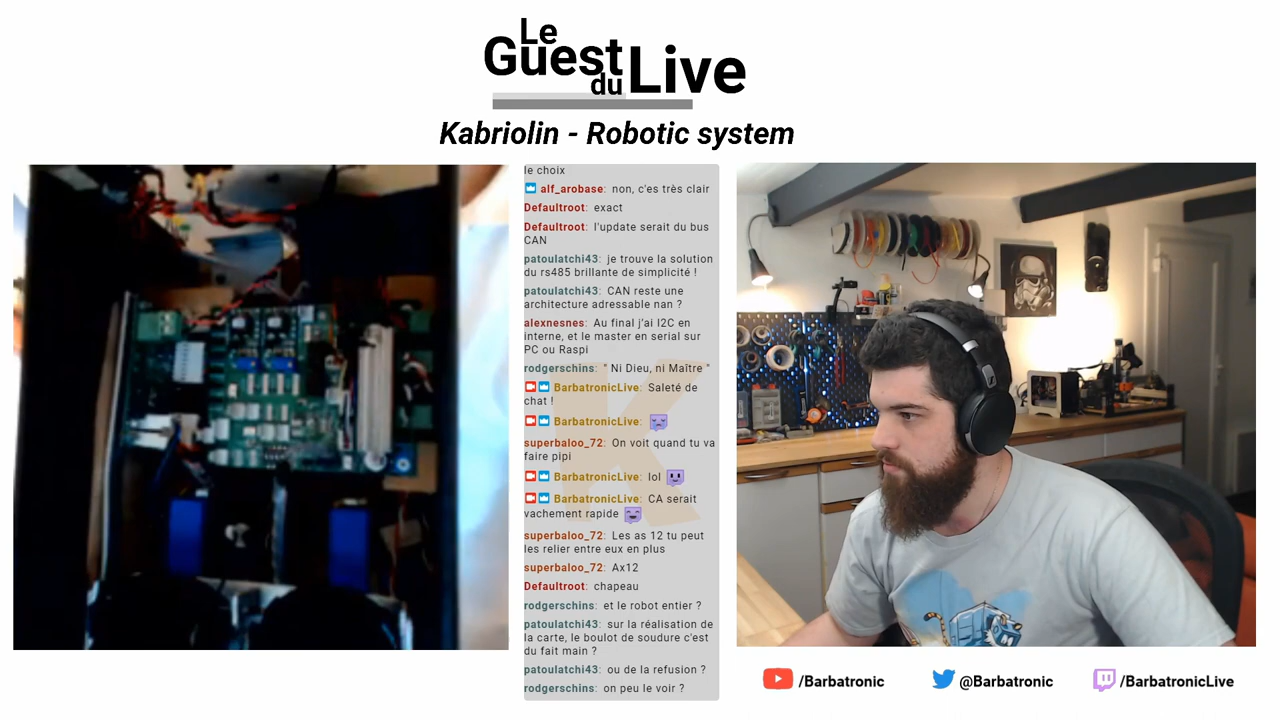 Le
Guest
du
Live
Kabriolin - Robotic system
le choix
alf_arobase: non, c'es très clair
Defaultroot: exact
Defaultroot: l'update serait du bus
CAN
patoulatchi43: je trouve la solution
du rs485 brillante de simplicité !
patoulatchi43: CAN reste une
architecture adressable nan ?
alexnesnes: Au final j'ai I2C en
interne, et le master en serial sur
PC ou Raspi
rodgerschins: " Ni Dieu, ni Maître "
BarbatronicLive: Saleté de
chat !
BarbatronicLive:
superbaloo_72: On voit quand tu va
faire pipi
BarbatronicLive: lol
BarbatronicLive: CA serait
vachement rapide
superbaloo_72: Les as 12 tu peut
les relier entre eux en plus
superbaloo_72: Ax12
Defaultroot: chapeau
rodgerschins: et le robot entier ?
patoulatchi43: sur la réalisation de
la carte, le boulot de soudure c'est
du fait main ?
patoulatchi43: ou de la refusion ?
rodgerschins: on peu le voir ?
/Barbatronic
@Barbatronic
/BarbatronicLive